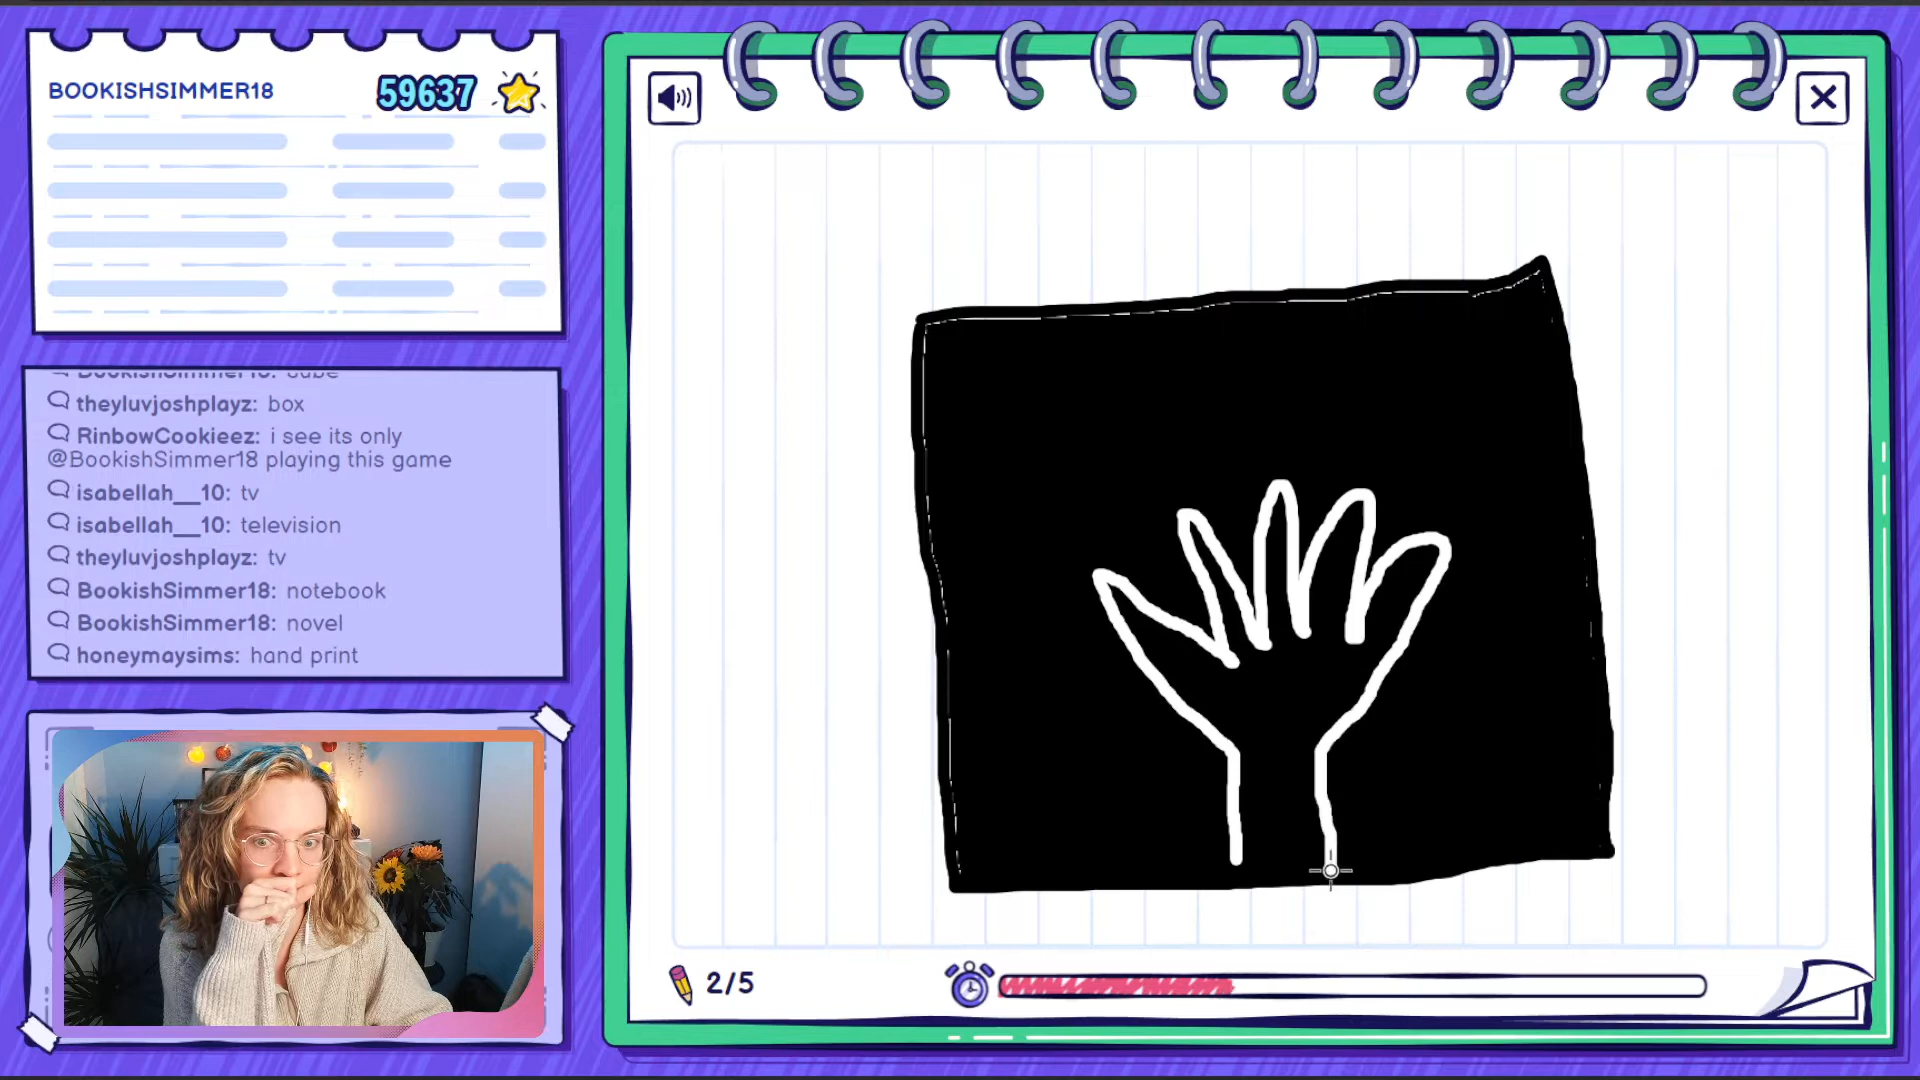 BOOKISHSIMMER18 59637
theyluvjoshplayz: box
RinbowCookieez: i see its only
@BookishSimmer18 playing this game
isabellah__10: tv
isabellah__10: television
theyluvjoshplayz: tv
BookishSimmer18: notebook
BookishSimmer18: novel
honeymaysims: hand print
2/5